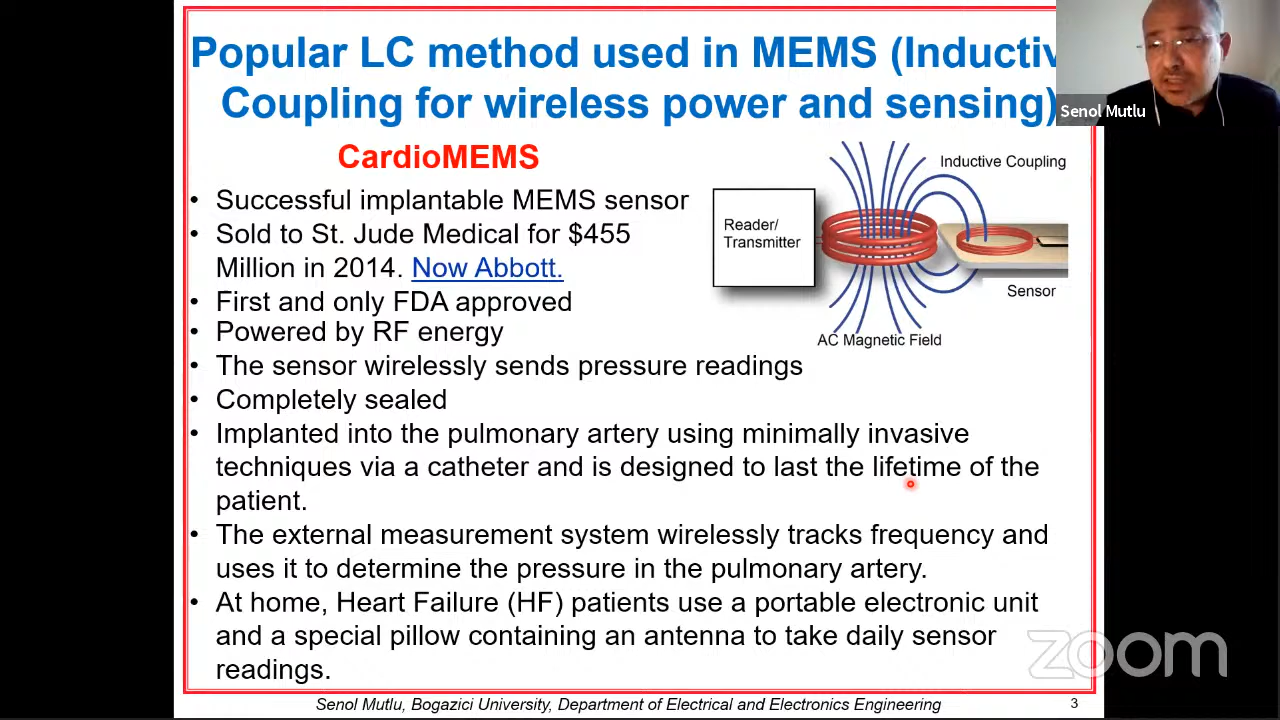 Popular LC method used in MEMS (Inductiv
Coupling for wireless power and sensing)
Senol Mutlu
CardioMEMS
• Successful implantable MEMS sensor
• Sold to St. Jude Medical for $455
Million in 2014. Now Abbott.
• First and only FDA approved
• Powered by RF energy
• The sensor wirelessly sends pressure readings
• Completely sealed
• Implanted into the pulmonary artery using minimally invasive
techniques via a catheter and is designed to last the lifetime of the
patient.
• The external measurement system wirelessly tracks frequency and
uses it to determine the pressure in the pulmonary artery.
• At home, Heart Failure (HF) patients use a portable electronic unit
and a special pillow containing an antenna to take daily sensor
readings.
Inductive Coupling
Reader/
Transmitter
Sensor
AC Magnetic Field
zoom
Senol Mutlu, Bogazici University, Department of Electrical and Electronics Engineering
3